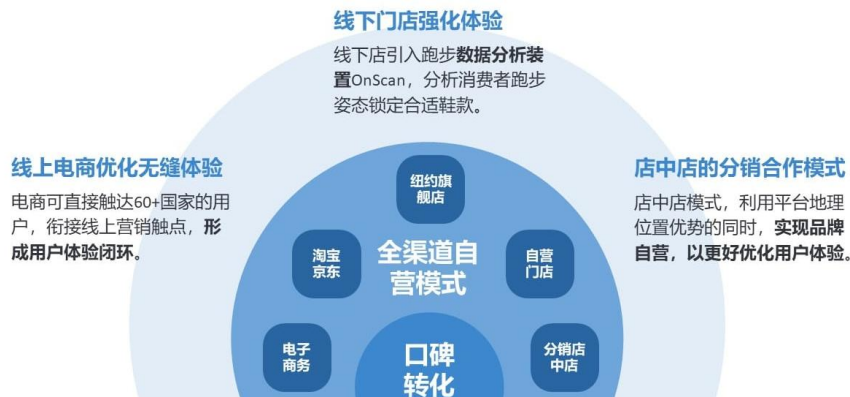 线下门店强化体验
线下店引入跑步数据分析装
置OnScan，分析消费者跑步
姿态锁定合适鞋款。
线上电商优化无缝体验
电商可直接触达60+国家的用
户，衔接线上营销触点，形
成用户体验闭环。
店中店的分销合作模式
店中店模式，利用平台地理
位置优势的同时，实现品牌
自营，以更好优化用户体验。
纽约旗
舰店
淘宝
京东
全渠道自
营模式
自营
门店
电子
商务
口碑
转化
分销店
中店